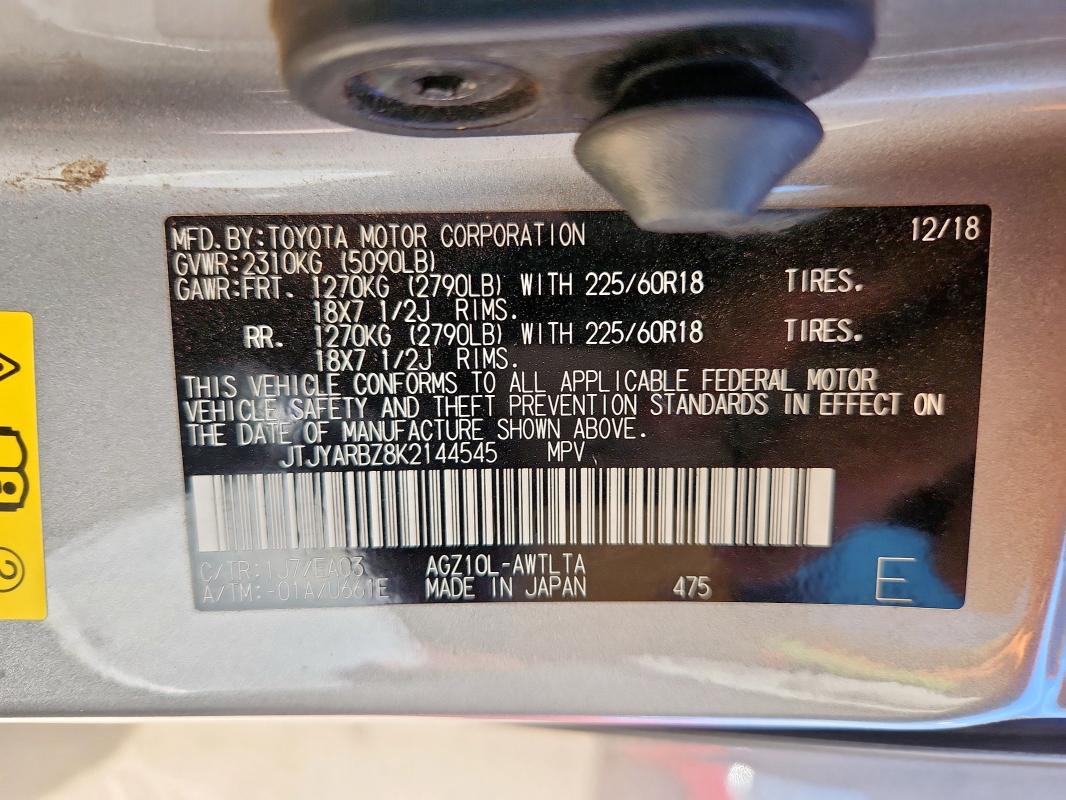 MFD. BY: TOYOTA MOTOR CORPORATION 12/18
GVWR: 2310KG (5090LB)
GAWR: FRT. 1270KG (2790LB) WITH 225/60R18 TIRES.
18X7 1/2J RIMS.
RR. 1270KG (2790LB) WITH 225/60R18 TIRES.
18X7 1/2J RIMS.
THIS VEHICLE CONFORMS TO ALL APPLICABLE FEDERAL MOTOR
VEHICLE SAFETY AND THEFT PREVENTION STANDARDS IN EFFECT ON
THE DATE OF MANUFACTURE SHOWN ABOVE.
JTJYARBZ8K2144545 MPV
C/TR: 1J7/EA03 AGZ10L-AWTLTA
A/TM: -01A/U661E MADE IN JAPAN 475 E
2